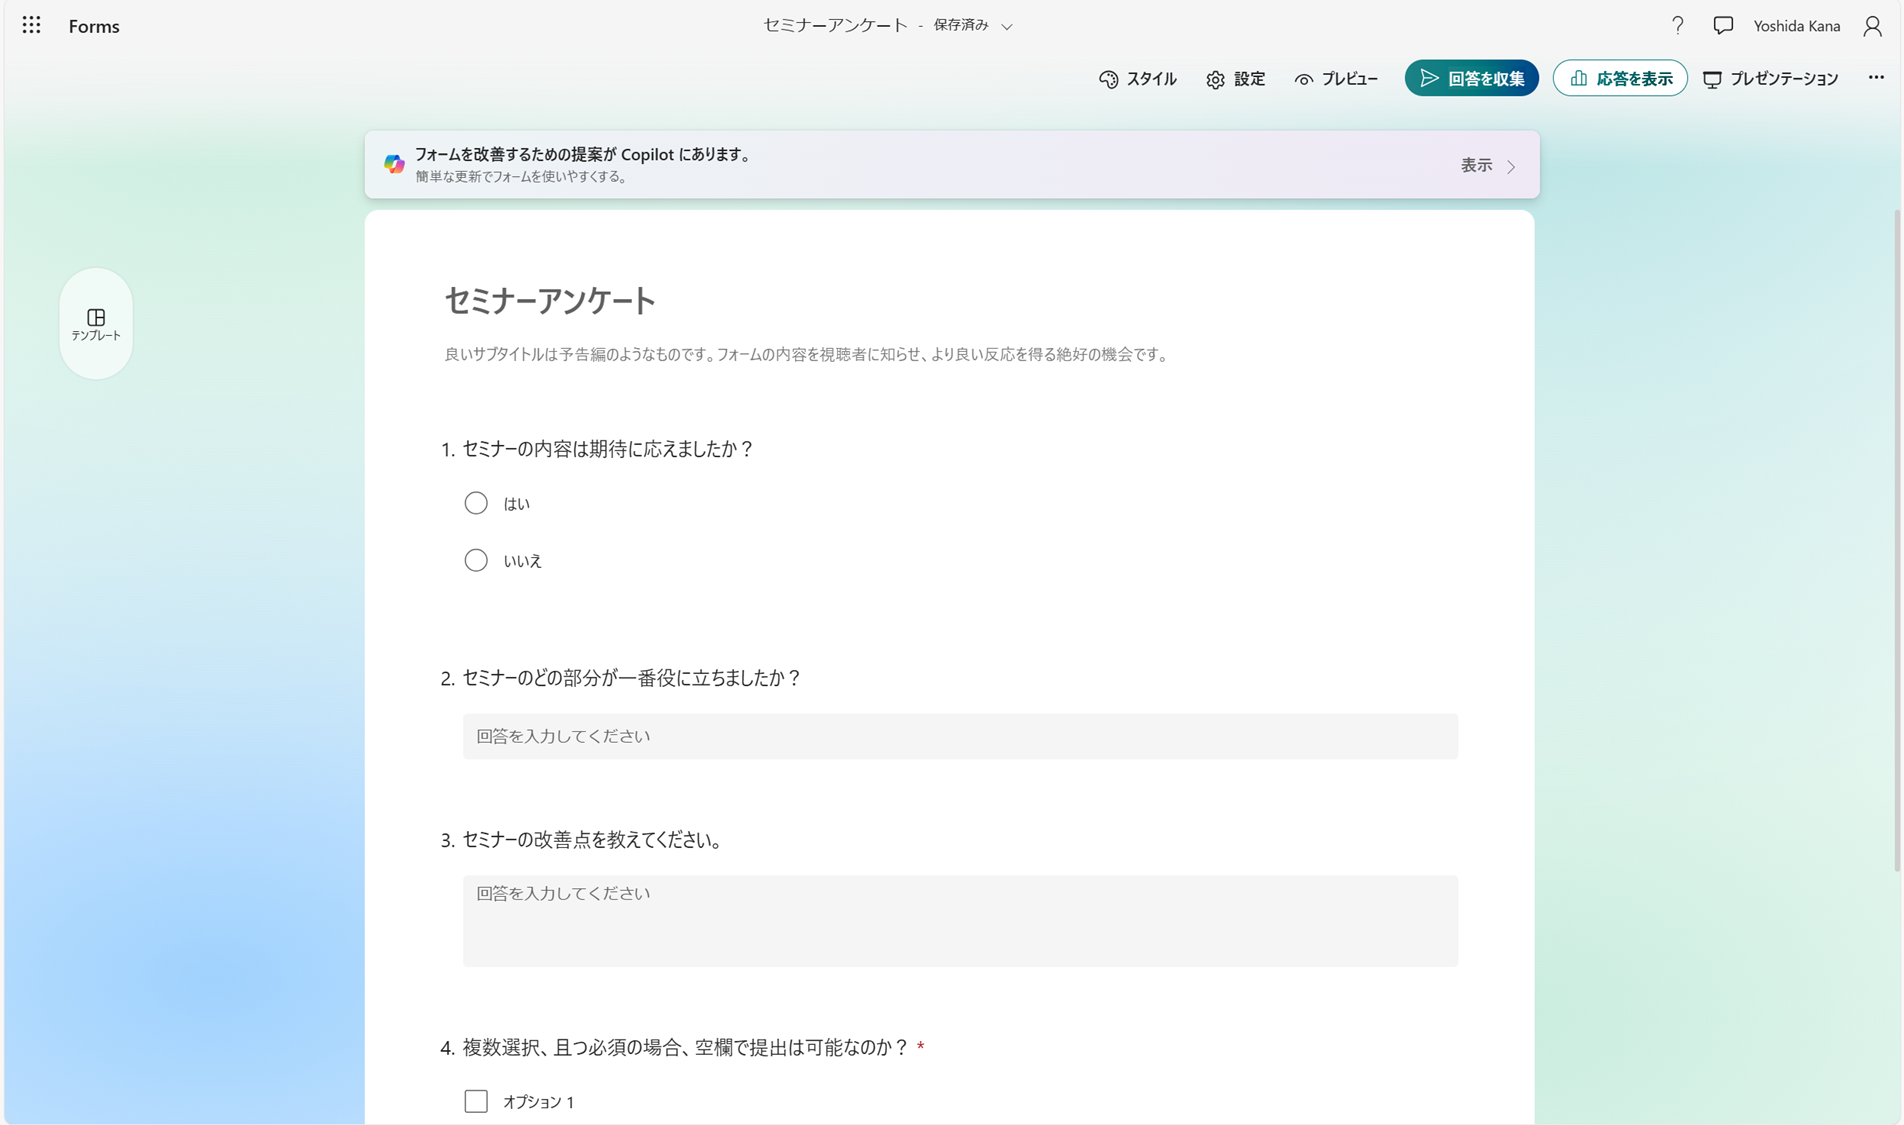 Forms
セミナーアンケート - 保存済み
Yoshida Kana
スタイル
設定
プレビュー
回答を収集
応答を表示
プレゼンテーション
フォームを改善するための提案が Copilot にあります。
簡単な更新でフォームを使いやすくする。
表示
テンプレート
セミナーアンケート
良いサブタイトルは予告編のようなものです。フォームの内容を視聴者に知らせ、より良い反応を得る絶好の機会です。
1. セミナーの内容は期待に応えましたか？
はい
いいえ
2. セミナーのどの部分が一番役に立ちましたか？
回答を入力してください
3. セミナーの改善点を教えてください。
回答を入力してください
4. 複数選択、且つ必須の場合、空欄で提出は可能なのか？ *
オプション 1